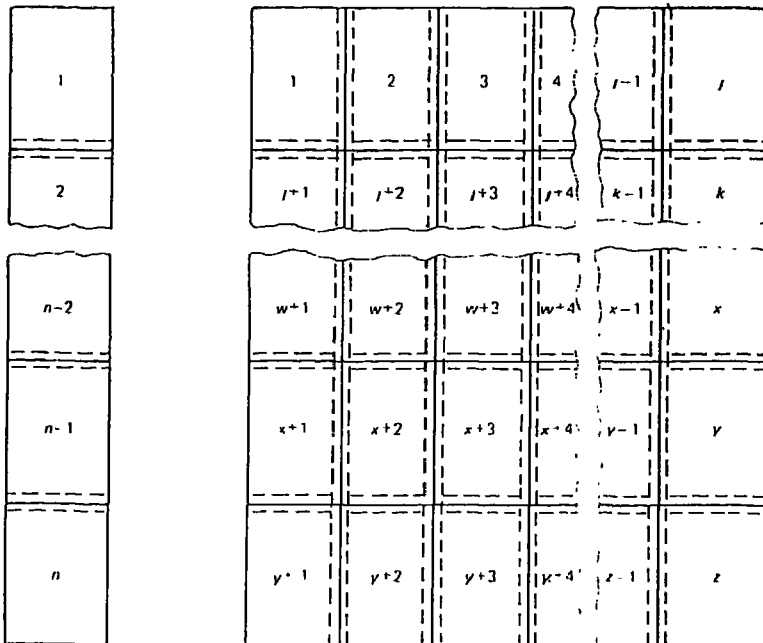 1 1 2 3 4 j-1 j
2 j+1 j+2 j+3 j+4 k-1 k
n-2 w+1 w+2 w+3 w+4 x-1 x
n-1 x+1 x+2 x+3 x+4 y-1 y
n y+1 y+2 y+3 y+4 z-1 z